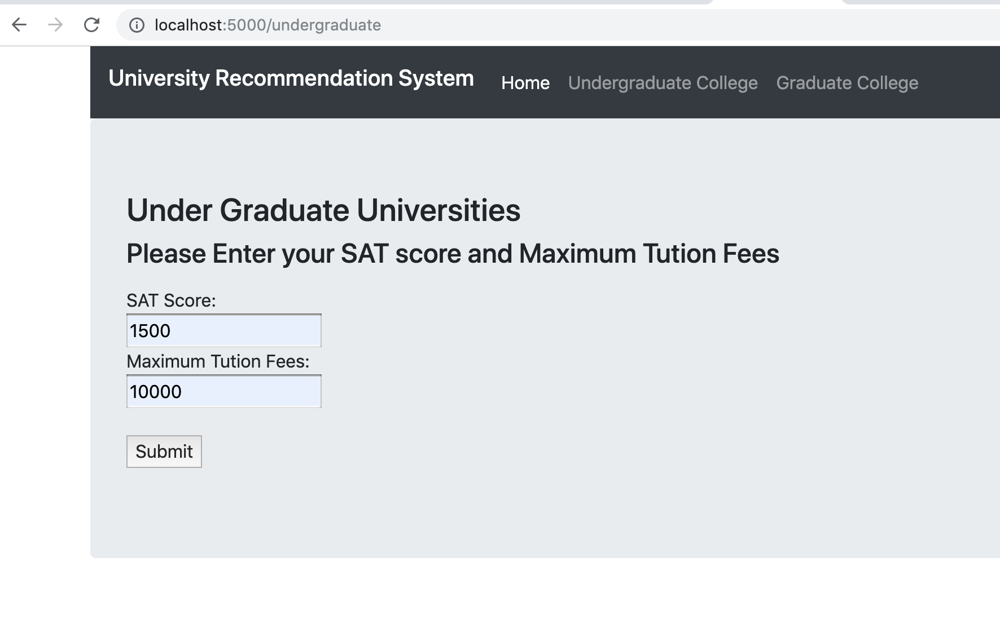 localhost:5000/undergraduate
University Recommendation System Home Undergraduate College Graduate College
Under Graduate Universities
Please Enter your SAT score and Maximum Tution Fees
SAT Score:
1500
Maximum Tution Fees:
10000
Submit